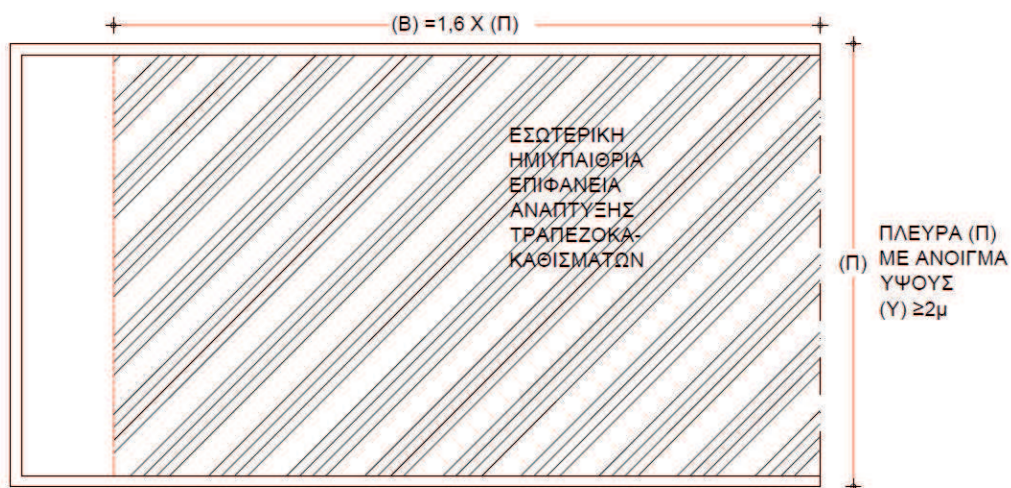 (Β) =1,6 Χ (Π)
ΕΣΩΤΕΡΙΚΗ
ΗΜΙΥΠΑΙΘΡΙΑ
ΕΠΙΦΑΝΕΙΑ
ΑΝΑΠΤΥΞΗΣ
ΤΡΑΠΕΖΟΚΑ-
ΚΑΘΙΣΜΑΤΩΝ
(Π)
ΠΛΕΥΡΑ (Π)
ΜΕ ΑΝΟΙΓΜΑ
ΥΨΟΥΣ
(Υ) ≥2μ